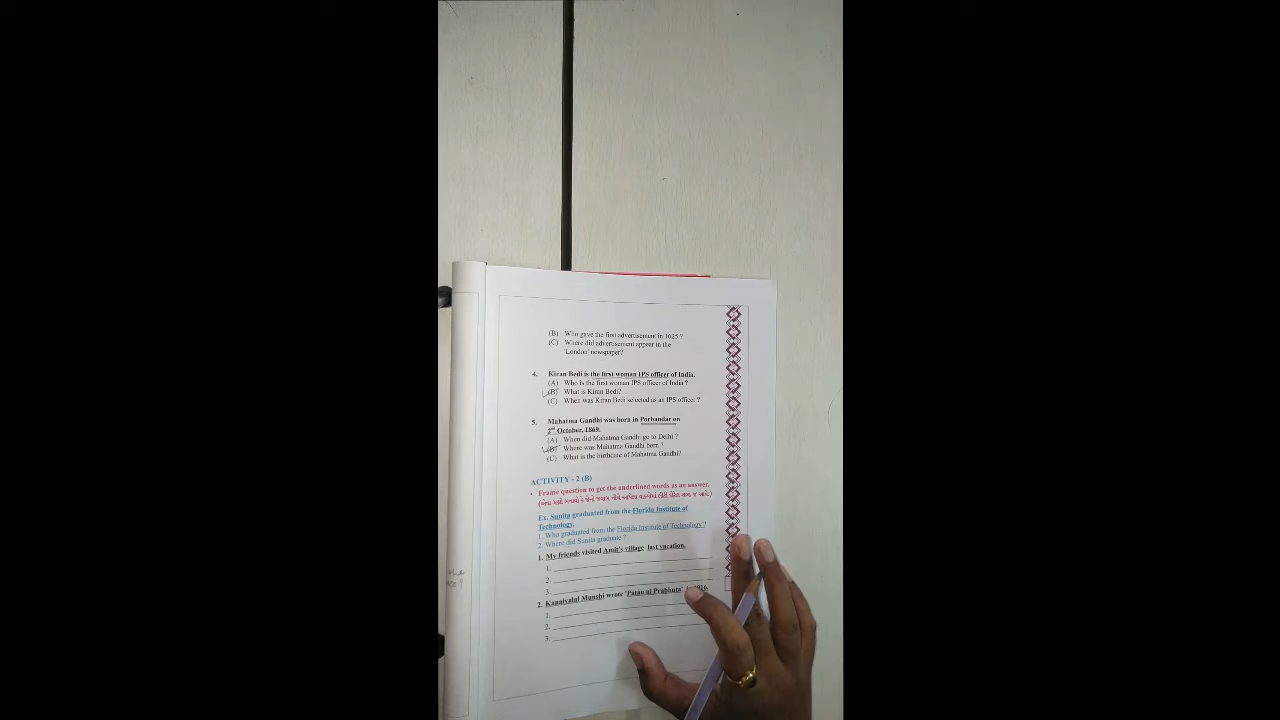 (B) Who gave the first advertisement in 1625 ?
(C) Where did advertisement appear in the
'London' newspaper?
4. Kiran Bedi is the first woman IPS officer of India.
(A) Who is the first woman IPS officer of India ?
(B) What is Kiran Bedi?
(C) When was Kiran Bedi selected as an IPS officer ?
5. Mahatma Gandhi was born in Porbandar on
2nd October, 1869.
(A) When did Mahatma Gandhi go to Delhi ?
(B) Where was Mahatma Gandhi born ?
(C) What is the birthdate of Mahatma Gandhi?
ACTIVITY - 2 (B)
• Frame question to get the underlined words as an answer.
Ex. Sunita graduated from the Florida Institute of
Technology.
1. Who graduated from the Florida institute of Technology ?
2. Where did Sunita graduate ?
1. My friends visited Amit's village last vacation.
1.
2.
3.
2. Kanaiyalal Munshi wrote 'Patan ni Prabhuta'
1.
2.
3.